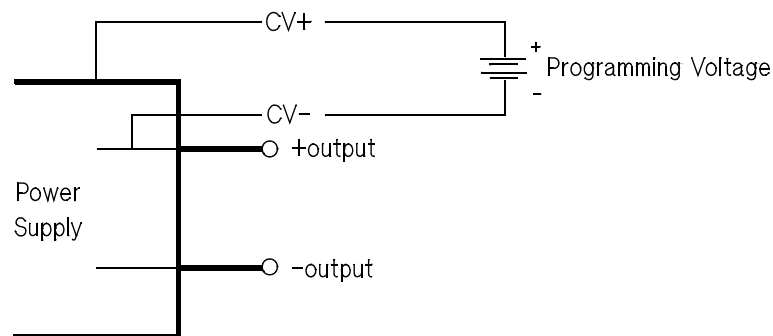 CV+
+
Programming Voltage
-
CV-
+output
Power
Supply
-output